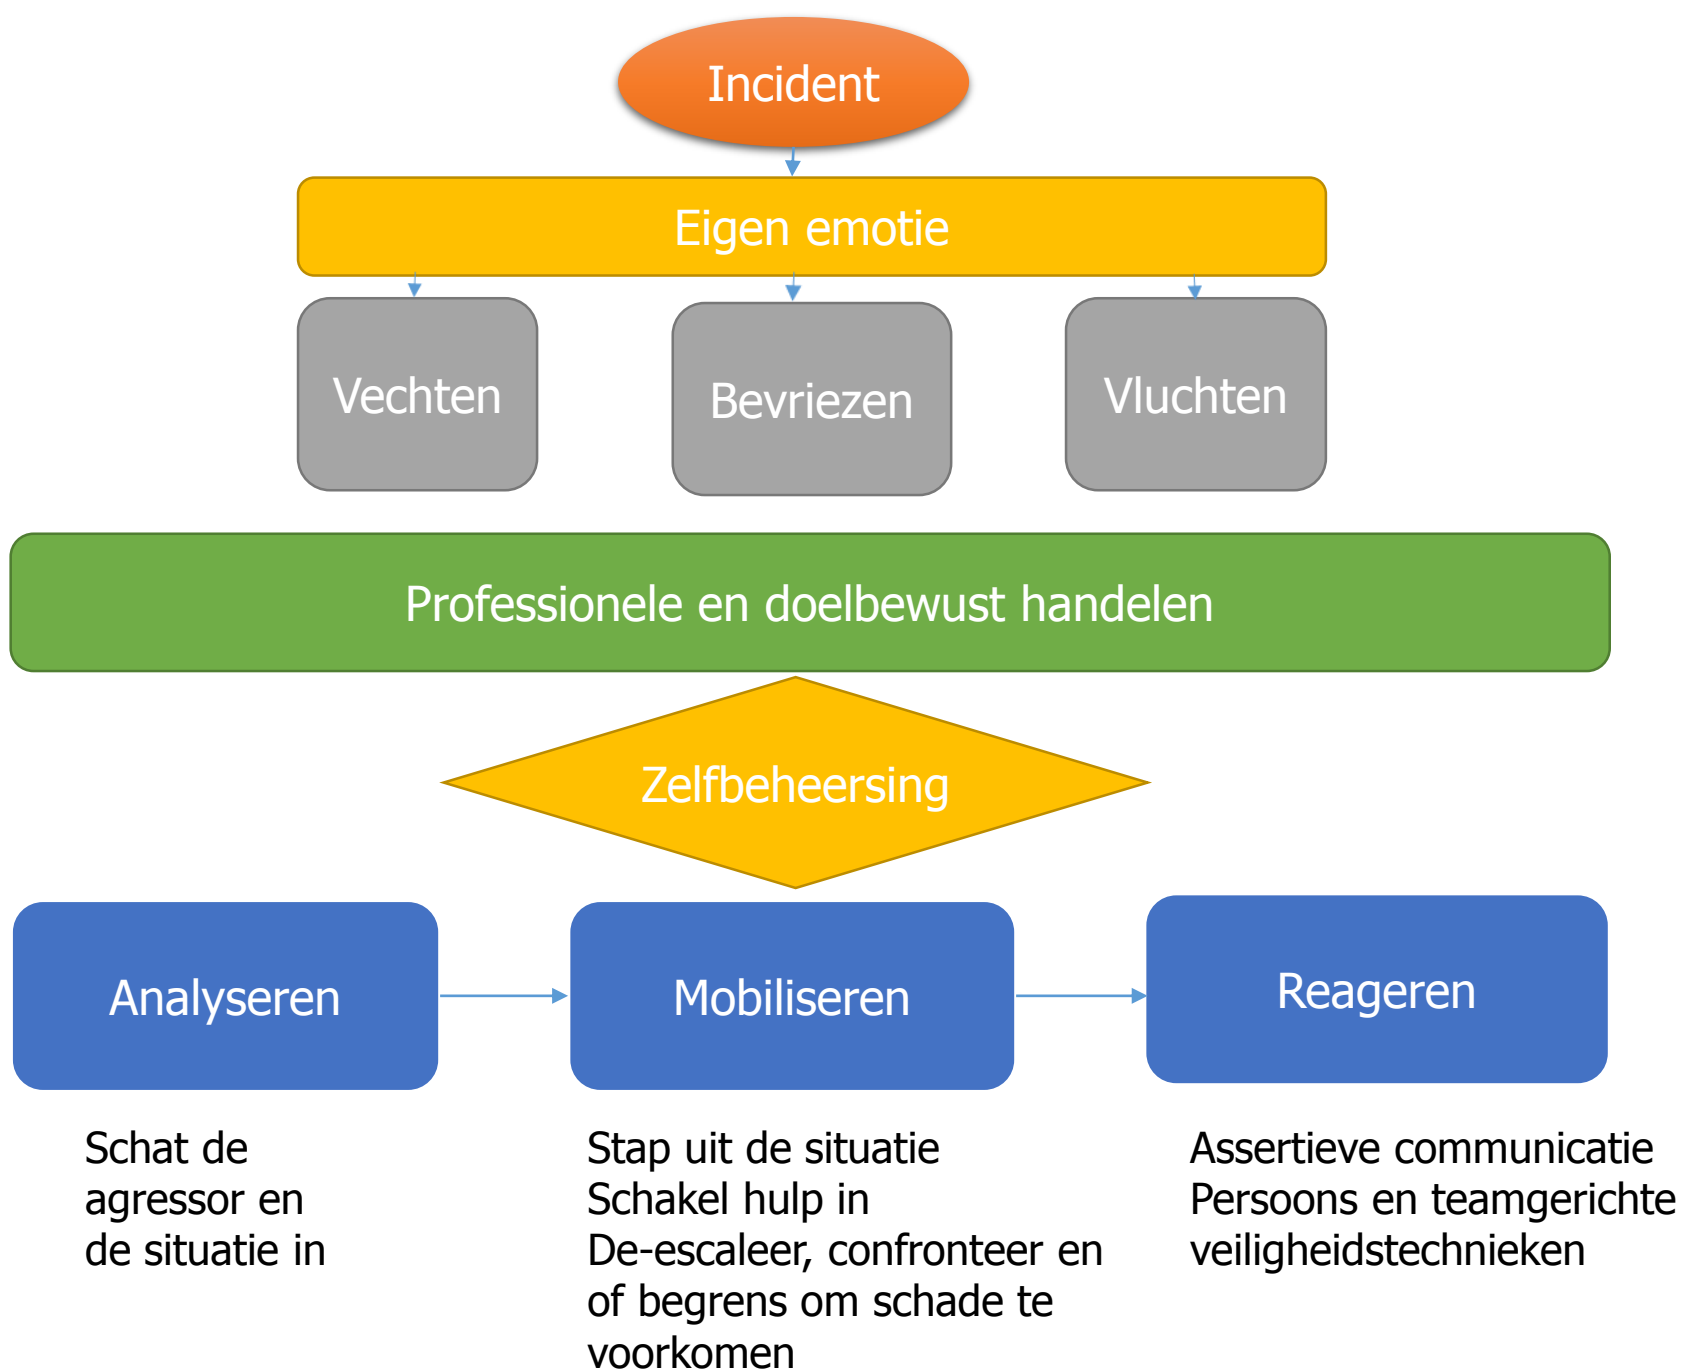 Incident
Eigen emotie
Vechten
Bevriezen
Vluchten
Professionele en doelbewust handelen
Zelfbeheersing
Analyseren
Mobiliseren
Reageren
Schat de
agressor en
de situatie in
Stap uit de situatie
Schakel hulp in
De-escaleer, confronteer en
of begrens om schade te
voorkomen
Assertieve communicatie
Persoons en teamgerichte
veiligheidstechnieken